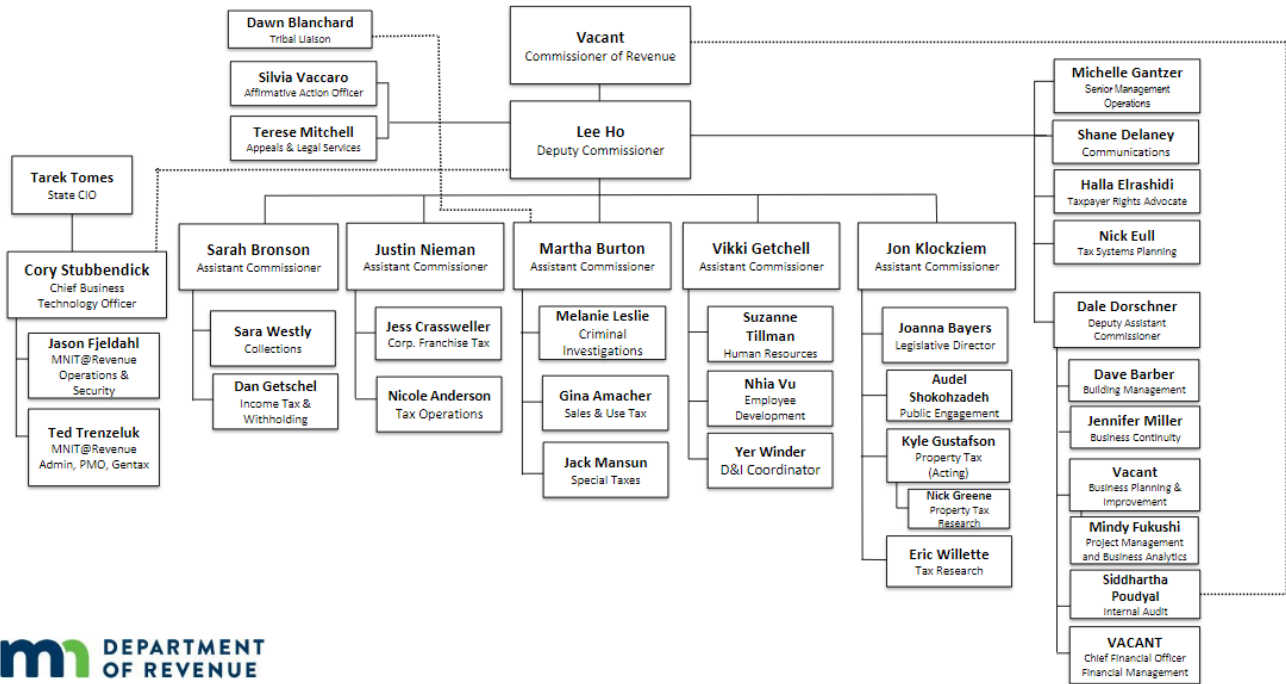 Dawn Blanchard
Tribal Liaison
Vacant
Commissioner of Revenue
Silvia Vaccaro
Affirmative Action Officer
Terese Mitchell
Appeals & Legal Services
Lee Ho
Deputy Commissioner
Michelle Gantzer
Senior Management
Operations
Shane Delaney
Communications
Halla Elrashidi
Taxpayer Rights Advocate
Nick Eull
Tax Systems Planning
Tarek Tomes
State CIO
Cory Stubbendick
Chief Business
Technology Officer
Jason Fjeldahl
MNIT@Revenue
Operations &
Security
Ted Trenzeluk
MNIT@Revenue
Admin, PMO, Gentax
Sarah Bronson
Assistant Commissioner
Sara Westly
Collections
Dan Getschel
Income Tax &
Withholding
Justin Nieman
Assistant Commissioner
Jess Crassweller
Corp. Franchise Tax
Nicole Anderson
Tax Operations
Martha Burton
Assistant Commissioner
Melanie Leslie
Criminal
Investigations
Gina Amacher
Sales & Use Tax
Jack Mansun
Special Taxes
Vikki Getchell
Assistant Commissioner
Suzanne
Tillman
Human Resources
Nhia Vu
Employee
Development
Yer Winder
D&I Coordinator
Jon Klockziem
Assistant Commissioner
Joanna Bayers
Legislative Director
Audel
Shokohzadeh
Public Engagement
Kyle Gustafson
Property Tax
(Acting)
Nick Greene
Property Tax
Research
Eric Willette
Tax Research
Dale Dorschner
Deputy Assistant
Commissioner
Dave Barber
Building Management
Jennifer Miller
Business Continuity
Vacant
Business Planning &
Improvement
Mindy Fukushi
Project Management
and Business Analytics
Siddhartha
Poudyal
Internal Audit
VACANT
Chief Financial Officer
Financial Management
mn DEPARTMENT
OF REVENUE